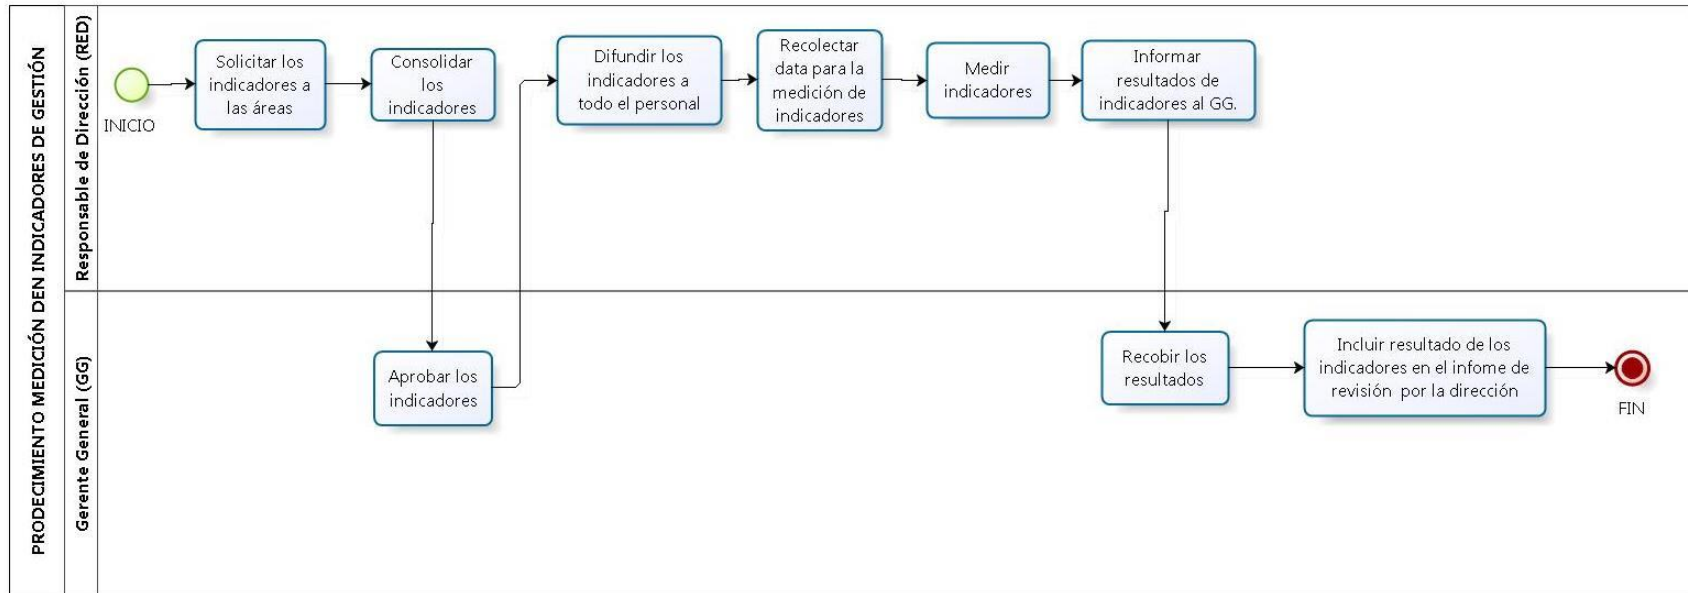 PRODECIMIENTO MEDICIÓN DEN INDICADORES DE GESTIÓN
Responsable de Dirección (RED)
INICIO
Solicitar los
indicadores a
las áreas
Consolidar
los
indicadores
Difundir los
indicadores a
todo el personal
Recolectar
data para la
medición de
indicadores
Medir
indicadores
Informar
resultados de
indicadores al GG.
Gerente General (GG)
Aprobar los
indicadores
Recobir los
resultados
Incluir resultado de los
indicadores en el infome de
revisión por la dirección
FIN